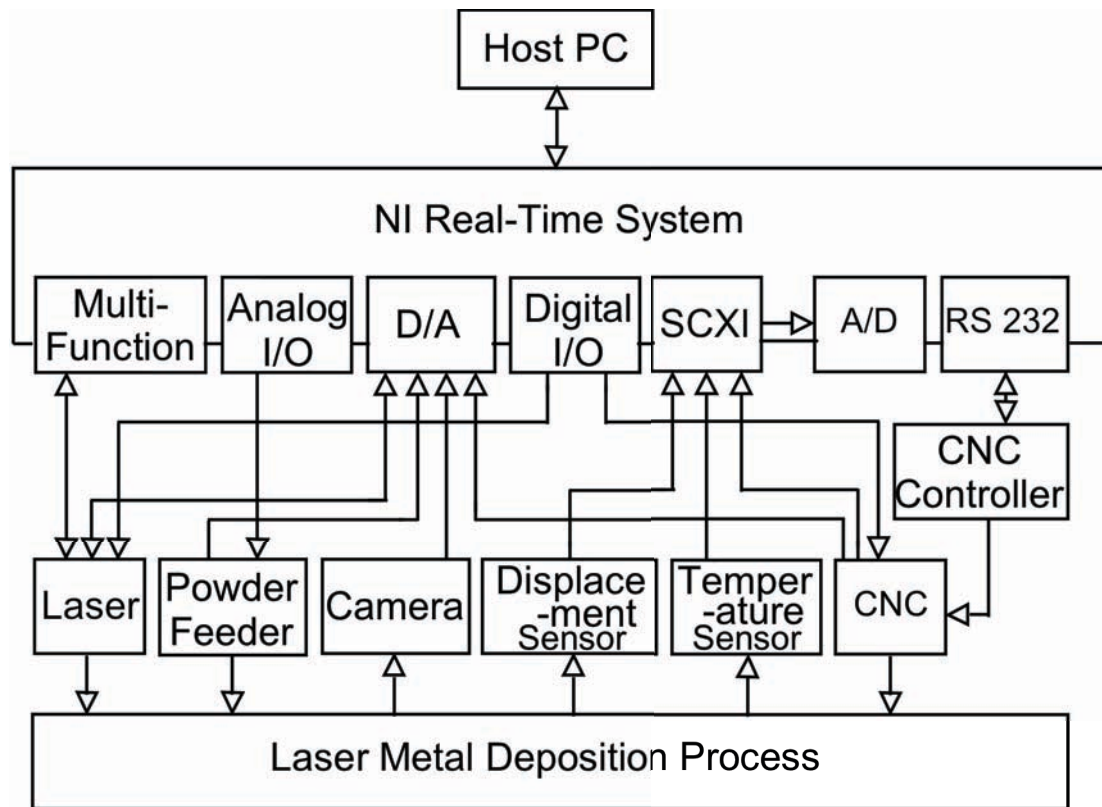 Host PC
NI Real-Time System
Multi-
Function
Analog
I/O
D/A
Digital
I/O
SCXI
A/D
RS 232
CNC
Controller
Laser
Powder
Feeder
Camera
Displace
-ment
Sensor
Temper
-ature
Sensor
CNC
Laser Metal Deposition Process